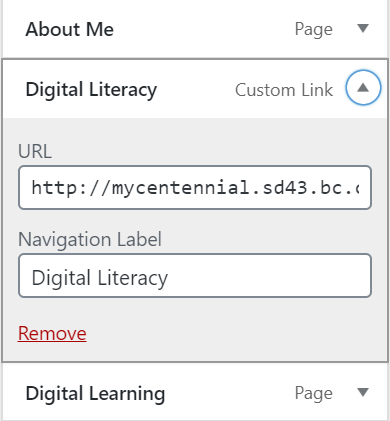 About Me Page
Digital Literacy Custom Link
URL
http://mycentennial.sd43.bc.
Navigation Label
Digital Literacy
Remove
Digital Learning Page